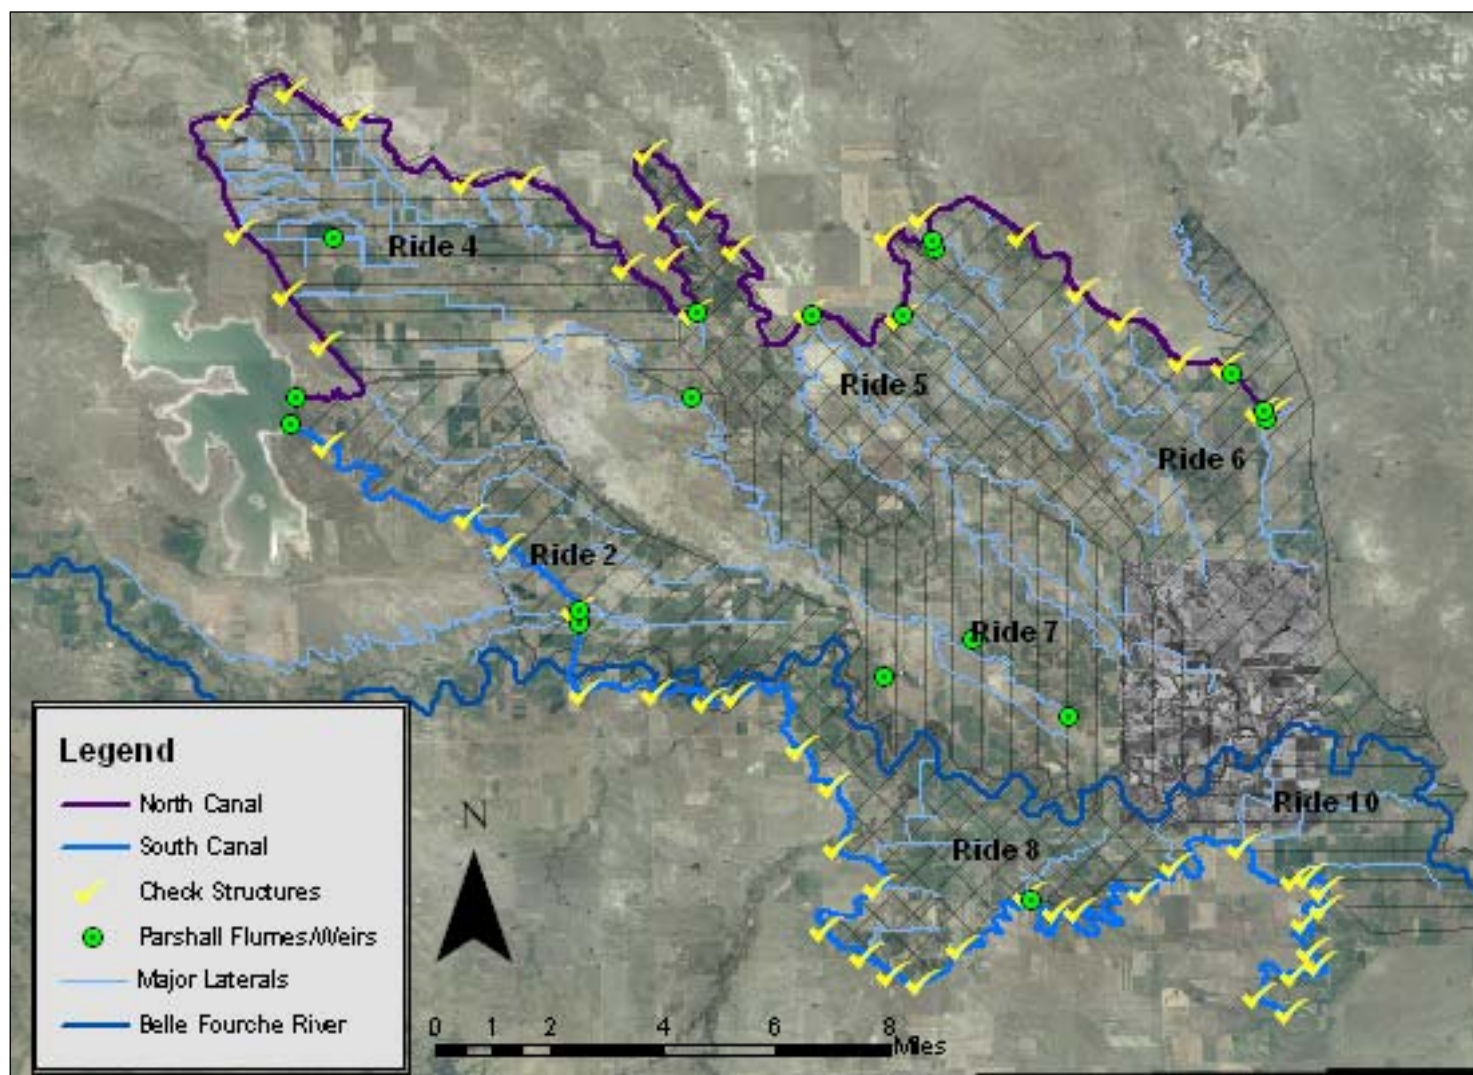 Ride 4
Ride 5
Ride 6
Ride 2
Ride 7
Legend
North Canal
South Canal
Check Structures
Parshall Flumes/Weirs
Major Laterals
Belle Fourche River
N
Ride 10
Ride 8
0 1 2 4 6 8
Miles